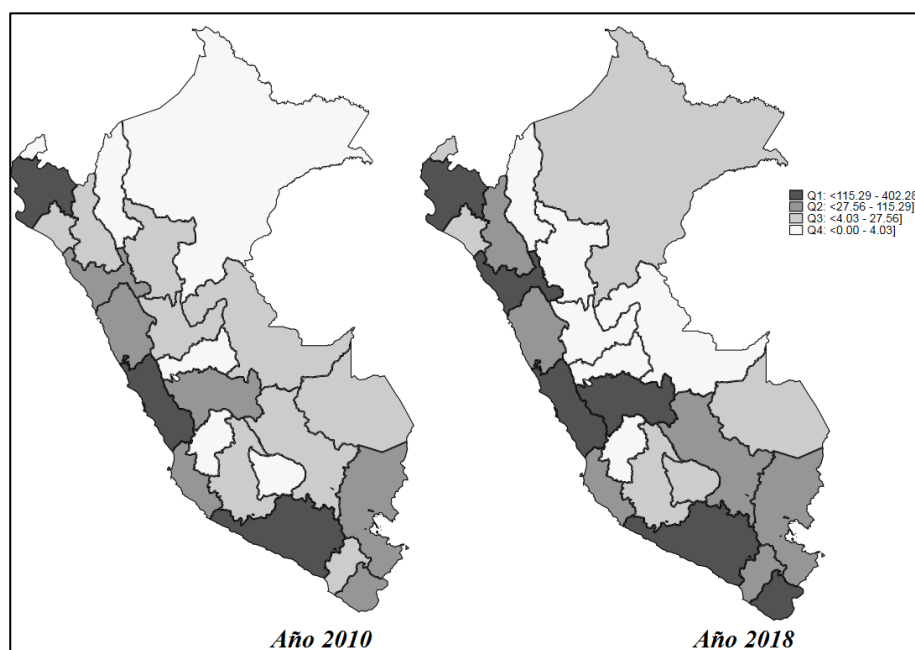 Q1: <115.29 - 402.28
Q2: <27.56 - 115.29]
Q3: <4.03 - 27.56]
Q4: <0.00 - 4.03]
Año 2010
Año 2018